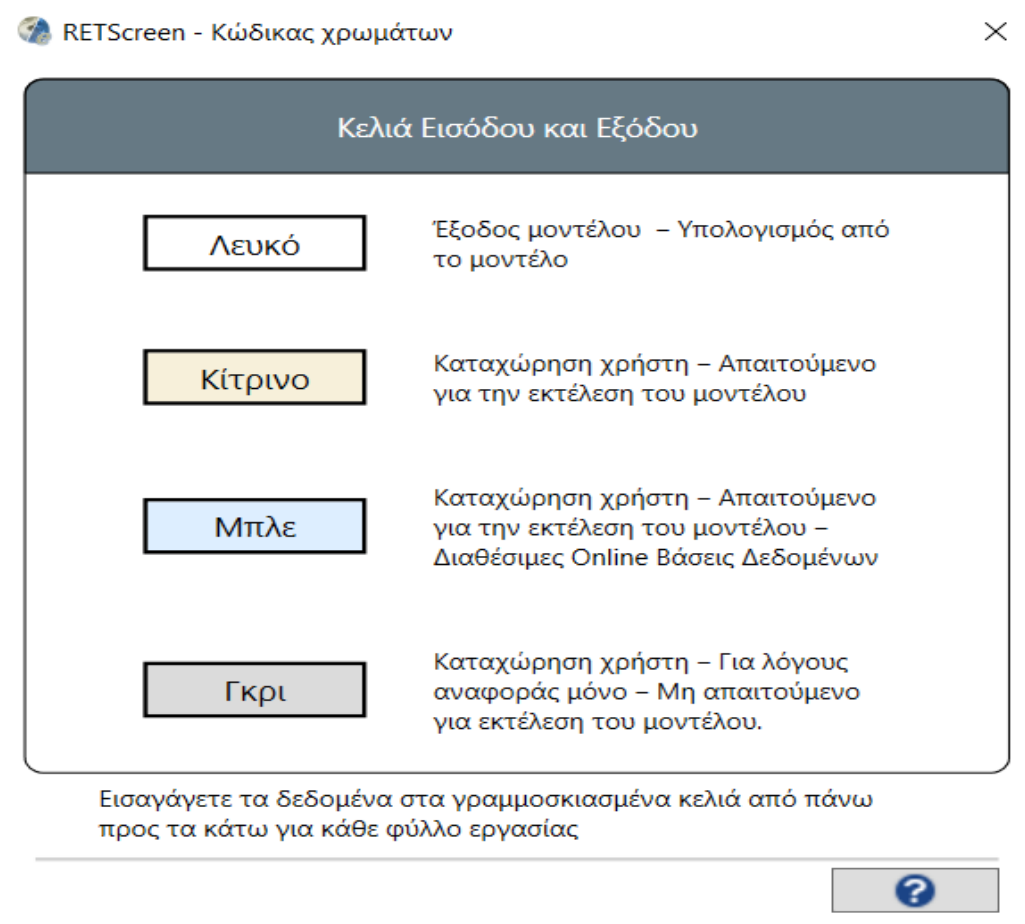 RETScreen - Κώδικας χρωμάτων
Κελιά Εισόδου και Εξόδου
Λευκό
Έξοδος μοντέλου – Υπολογισμός από
το μοντέλο
Κίτρινο
Καταχώρηση χρήστη – Απαιτούμενο
για την εκτέλεση του μοντέλου
Μπλε
Καταχώρηση χρήστη – Απαιτούμενο
για την εκτέλεση του μοντέλου –
Διαθέσιμες Online Βάσεις Δεδομένων
Γκρι
Καταχώρηση χρήστη – Για λόγους
αναφοράς μόνο – Μη απαιτούμενο
για εκτέλεση του μοντέλου.
Εισαγάγετε τα δεδομένα στα γραμμοσκιασμένα κελιά από πάνω
προς τα κάτω για κάθε φύλλο εργασίας
?